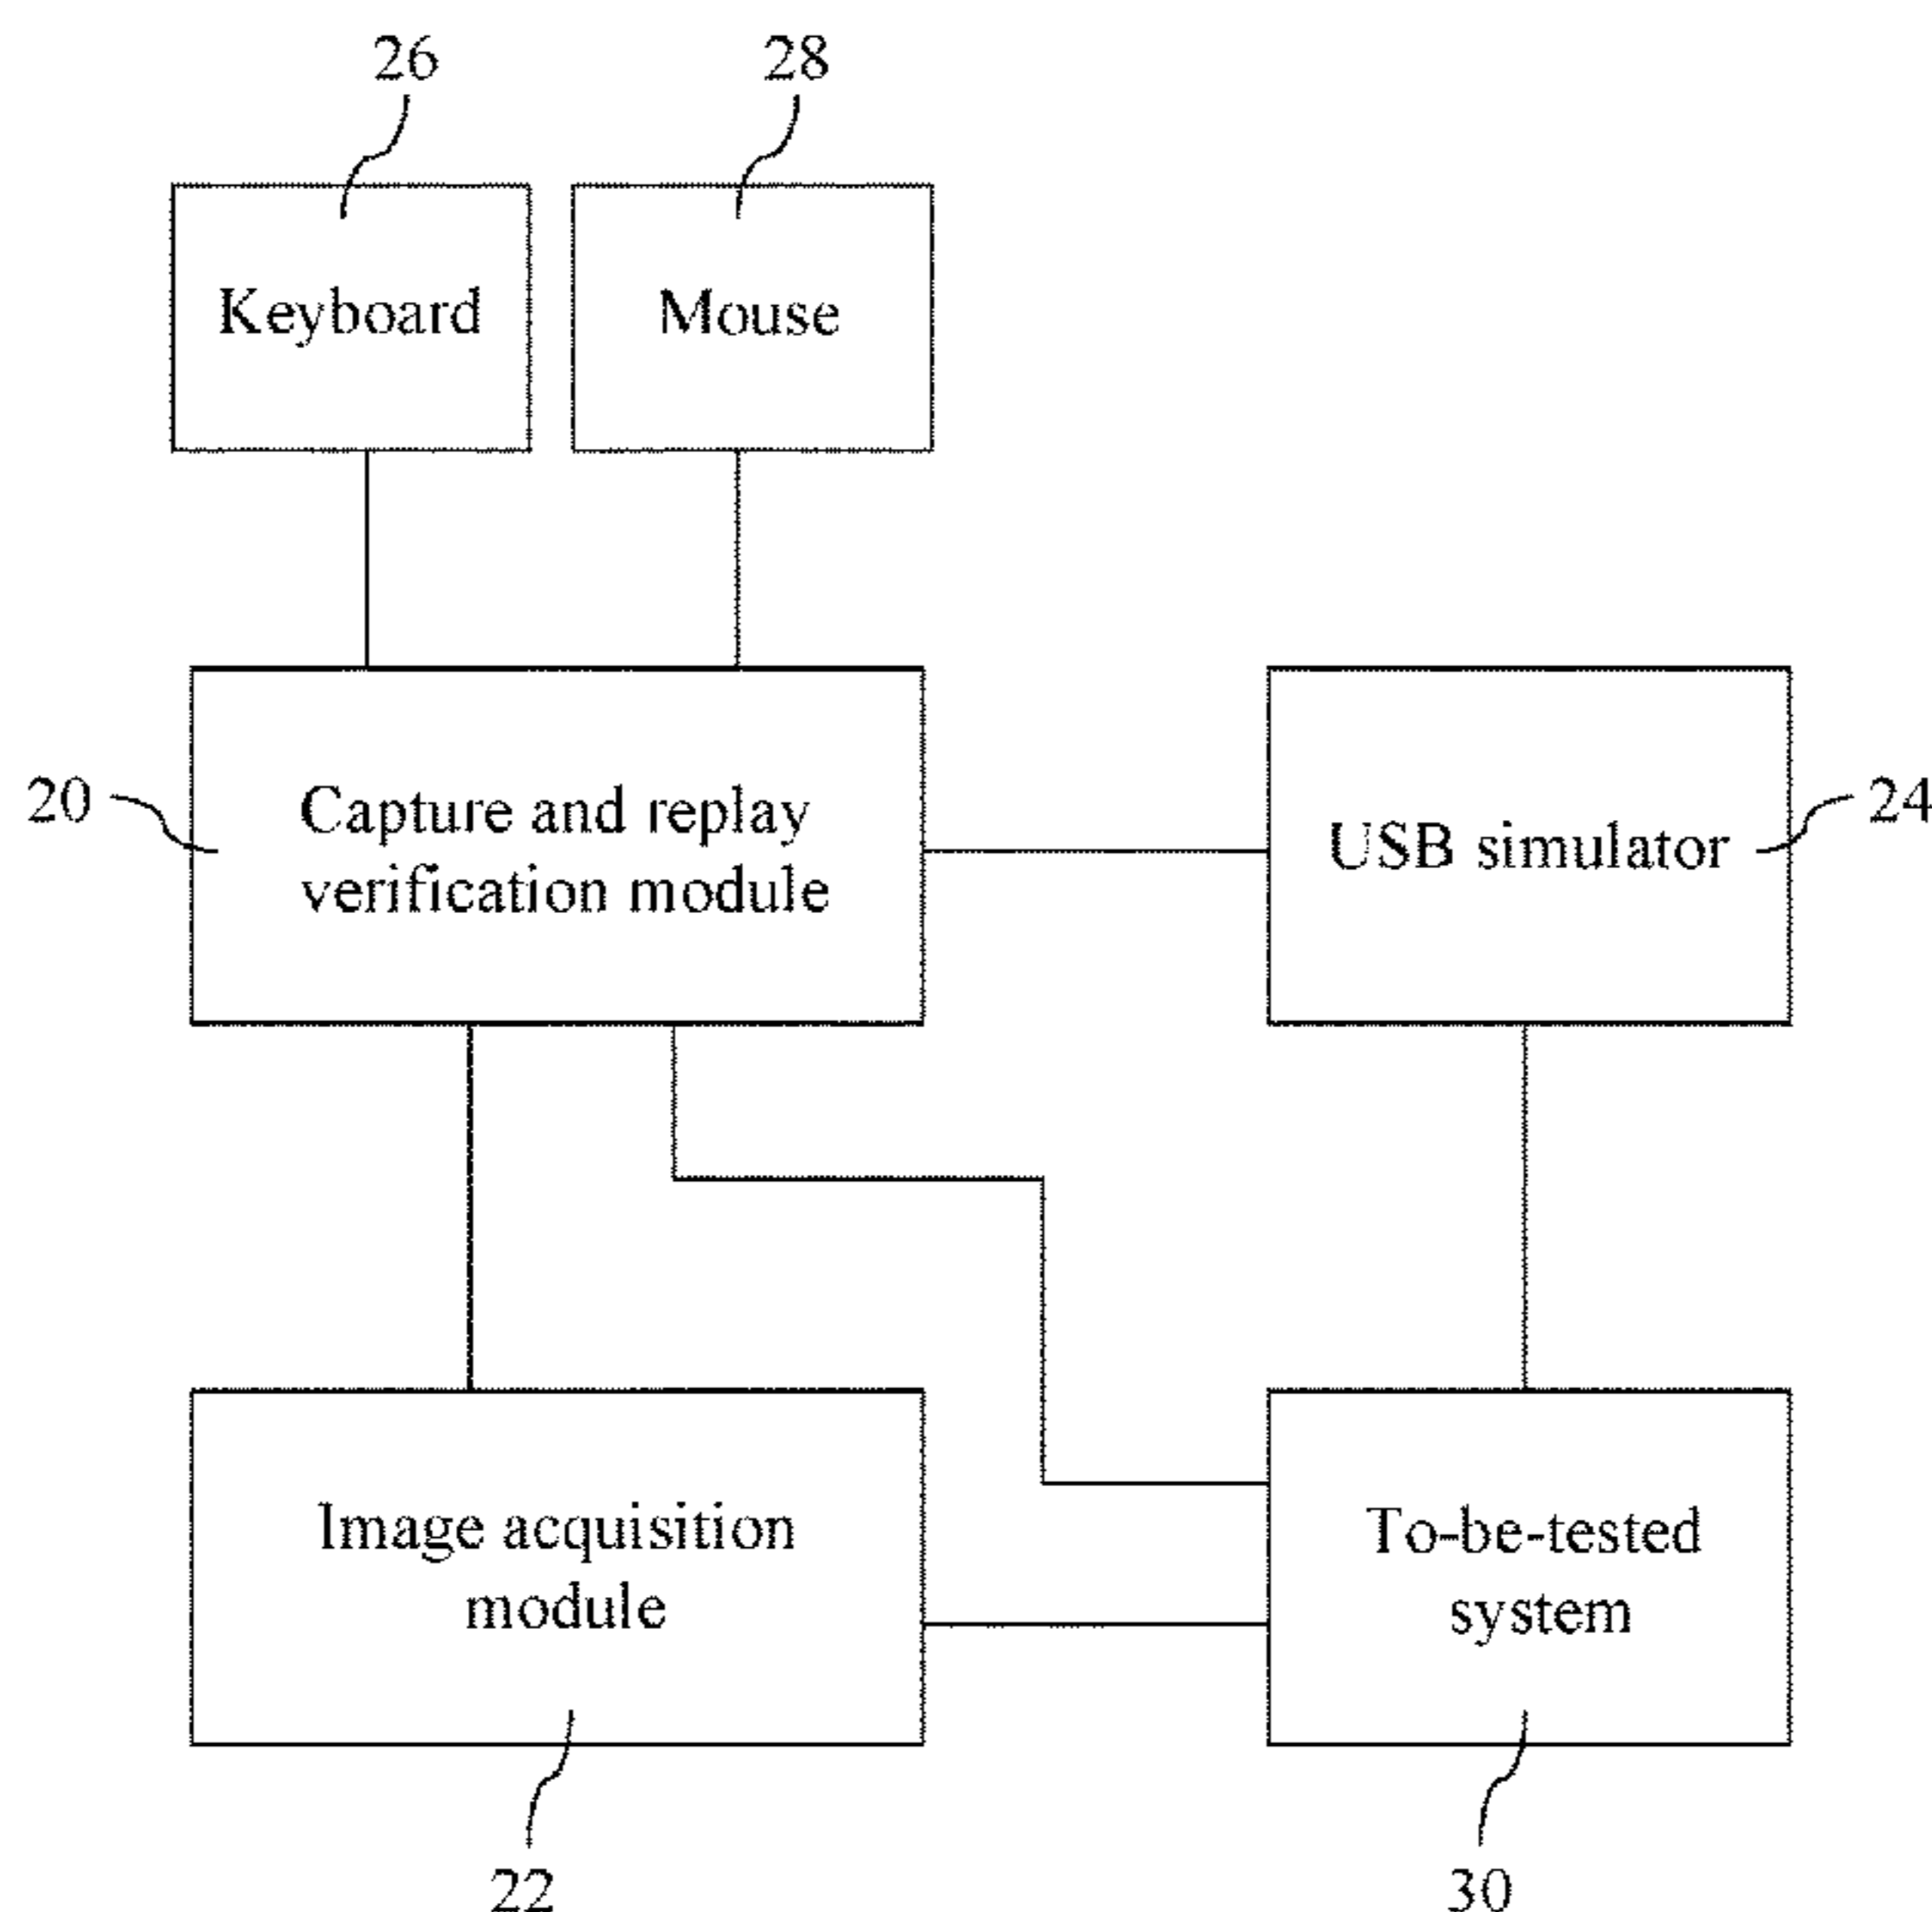 26
28
Keyboard
Mouse
20
Capture and replay
verification module
USB simulator
24
Image acquisition
module
To-be-tested
system
22
30